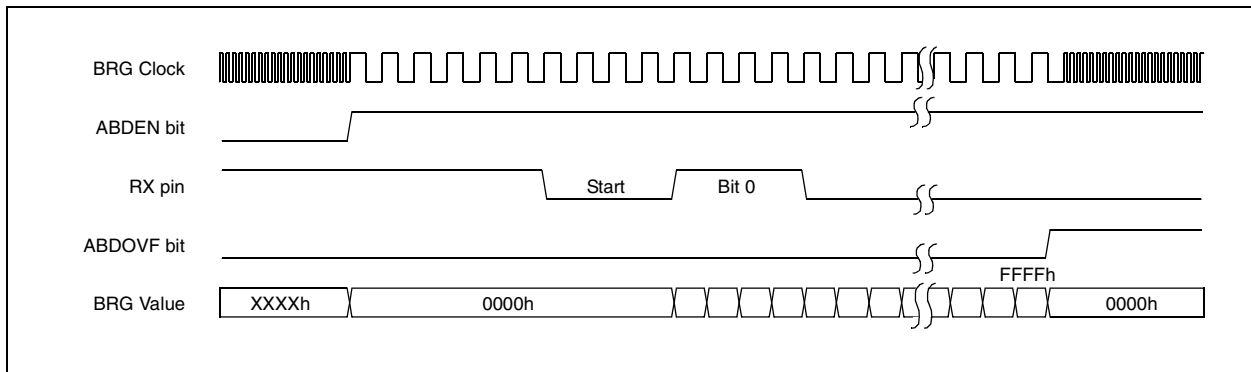 BRG Clock
ABDEN bit
RX pin
Start
Bit 0
ABDOVF bit
FFFFh
BRG Value
XXXXh
0000h
0000h